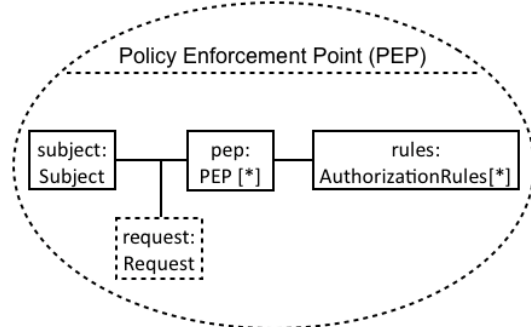 Policy Enforcement Point (PEP)
subject:
Subject
pep:
PEP [*]
rules:
AuthorizationRules[*]
request:
Request